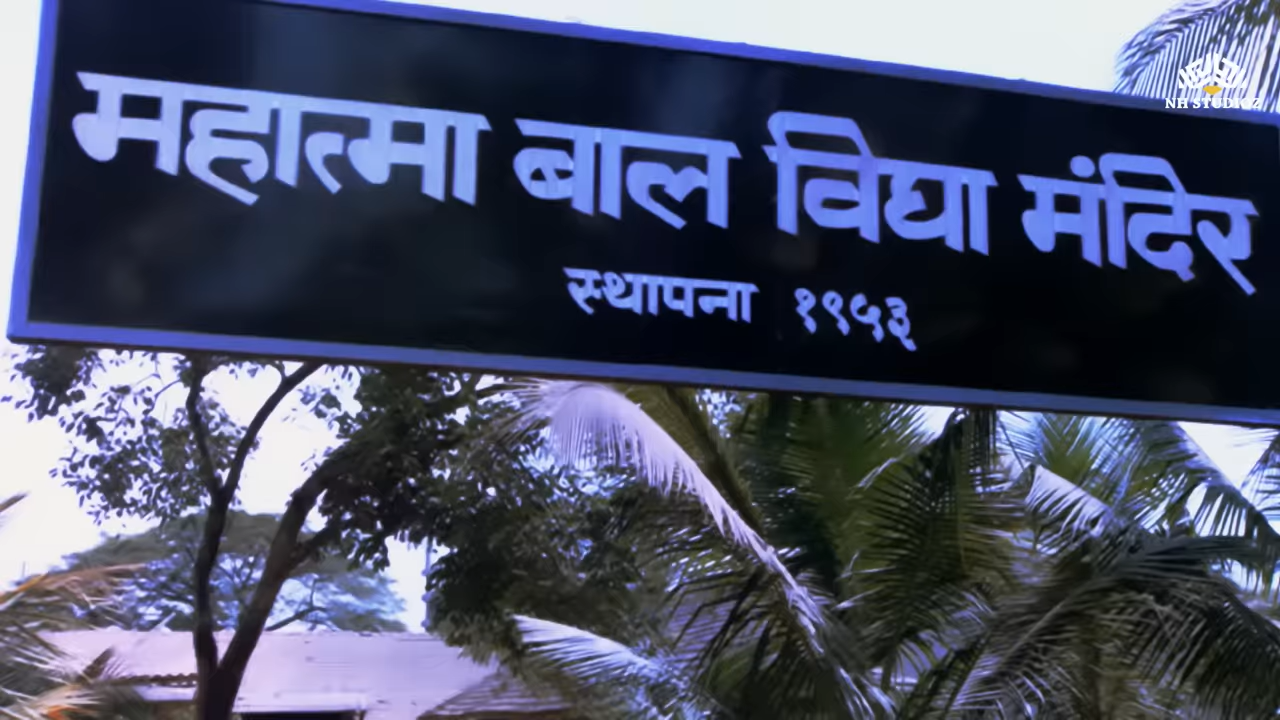 महात्मा बाल विद्या मंदिर
स्थापना १९५३
NH STUDIOZ